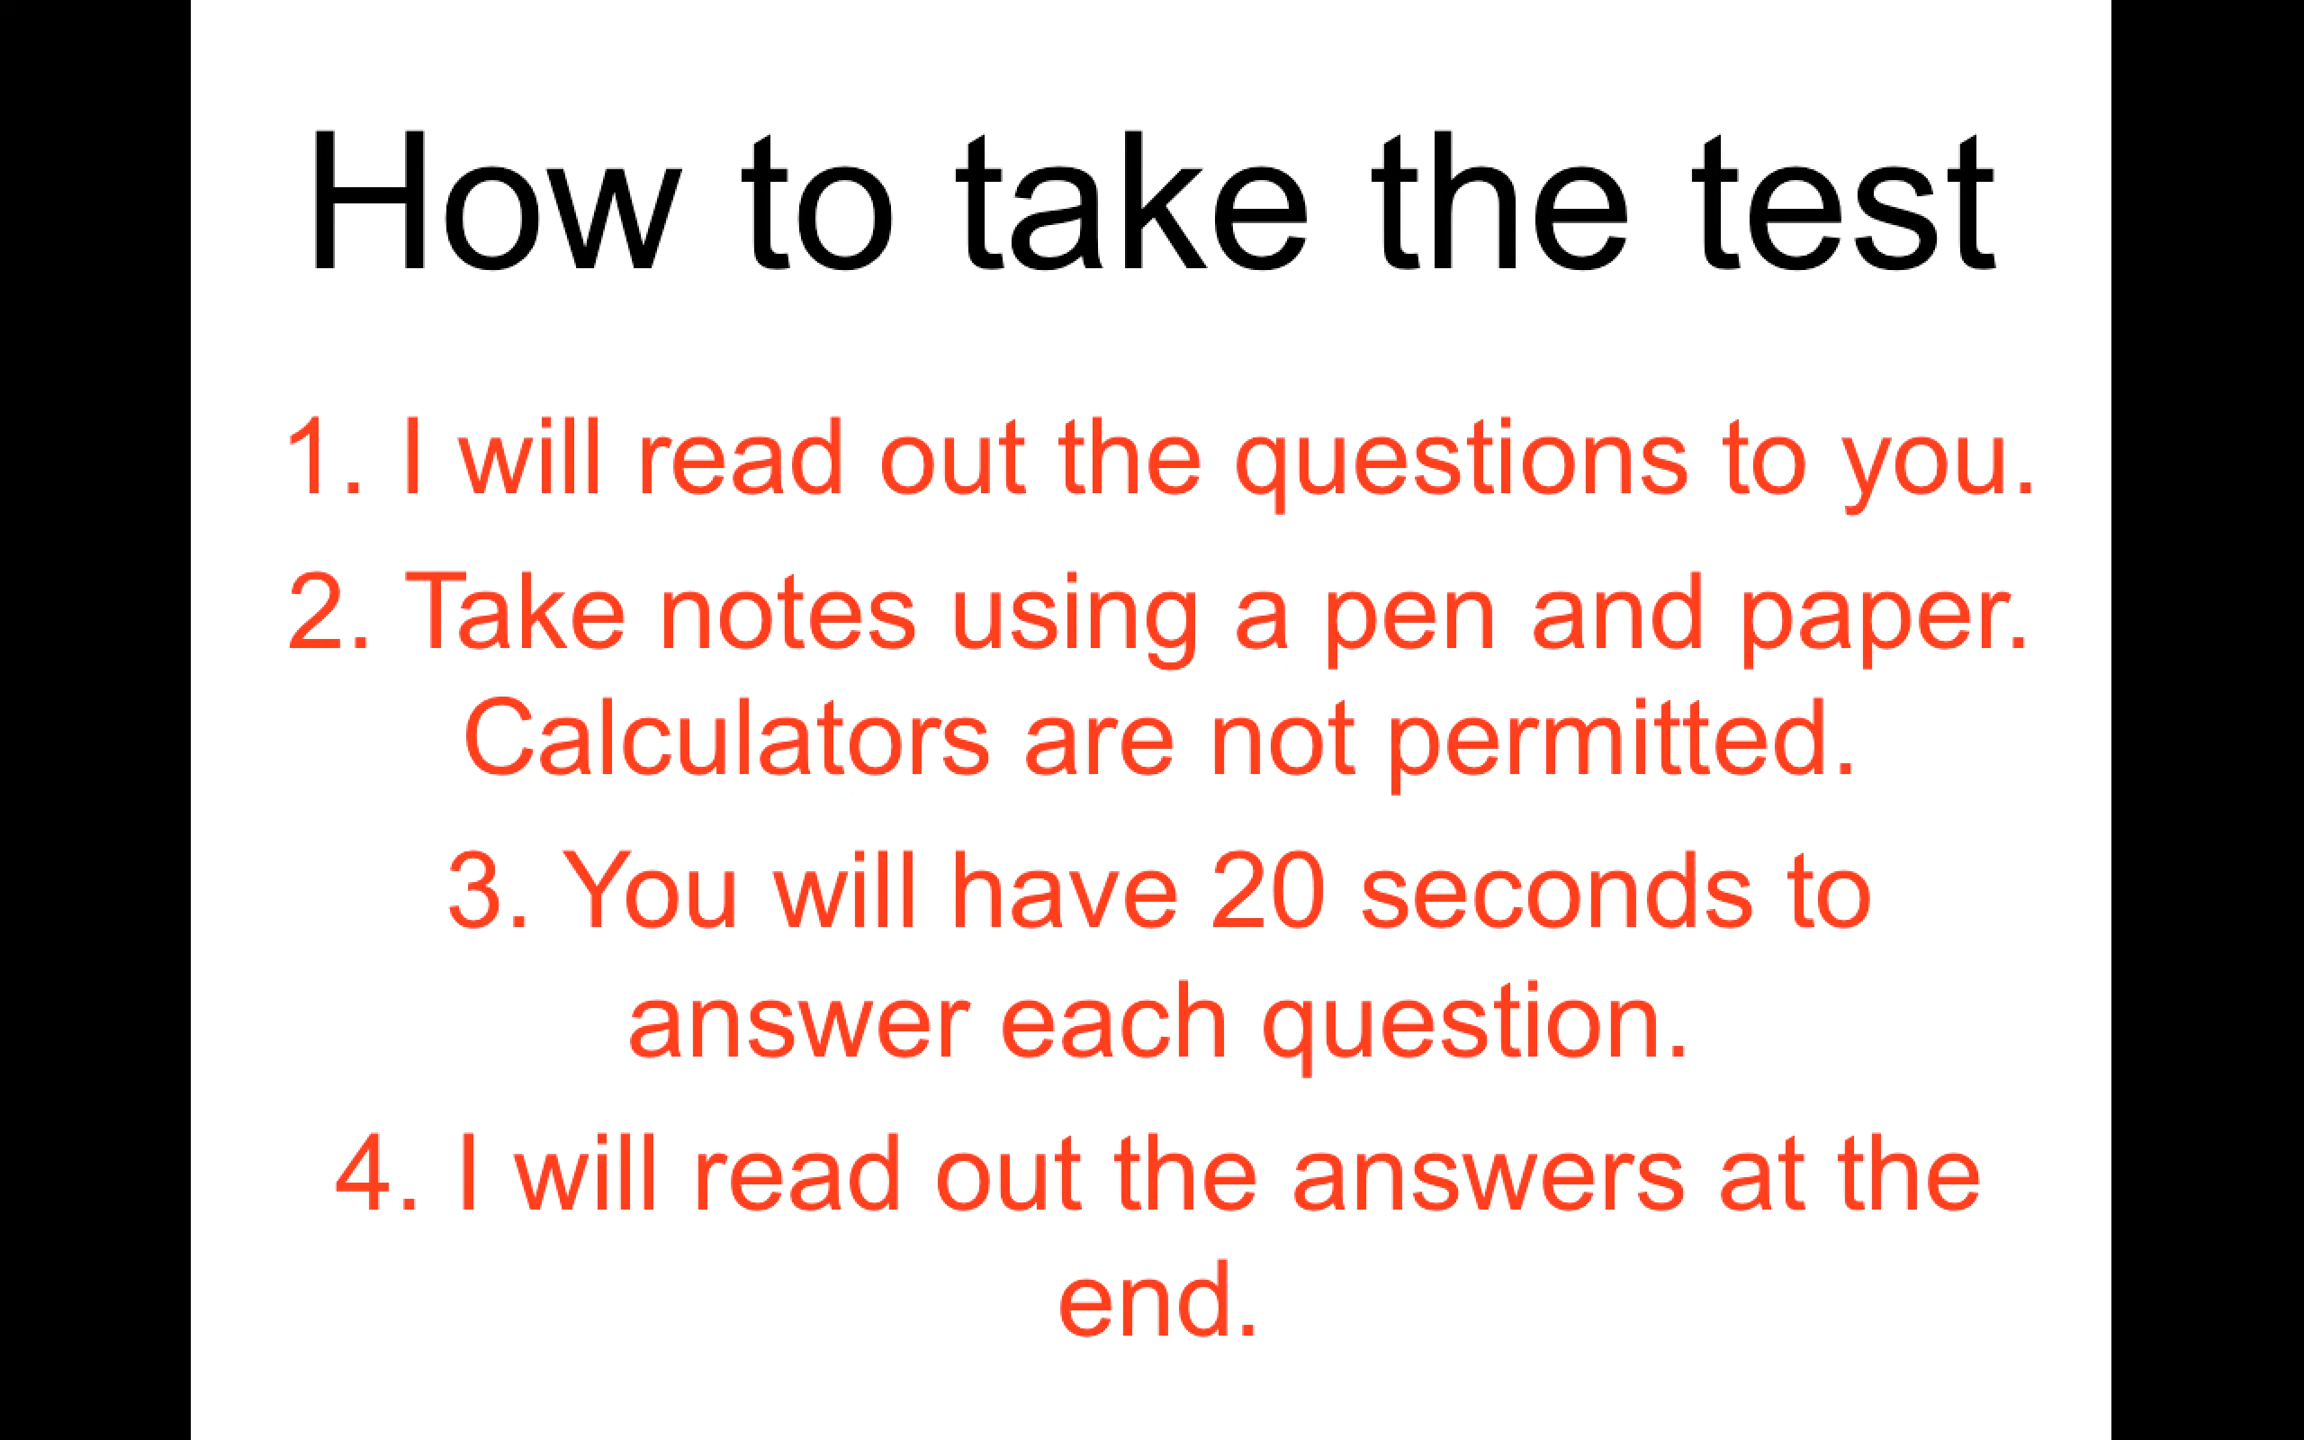 How to take the test
1. I will read out the questions to you.
2. Take notes using a pen and paper.
Calculators are not permitted.
3. You will have 20 seconds to
answer each question.
4. I will read out the answers at the
end.